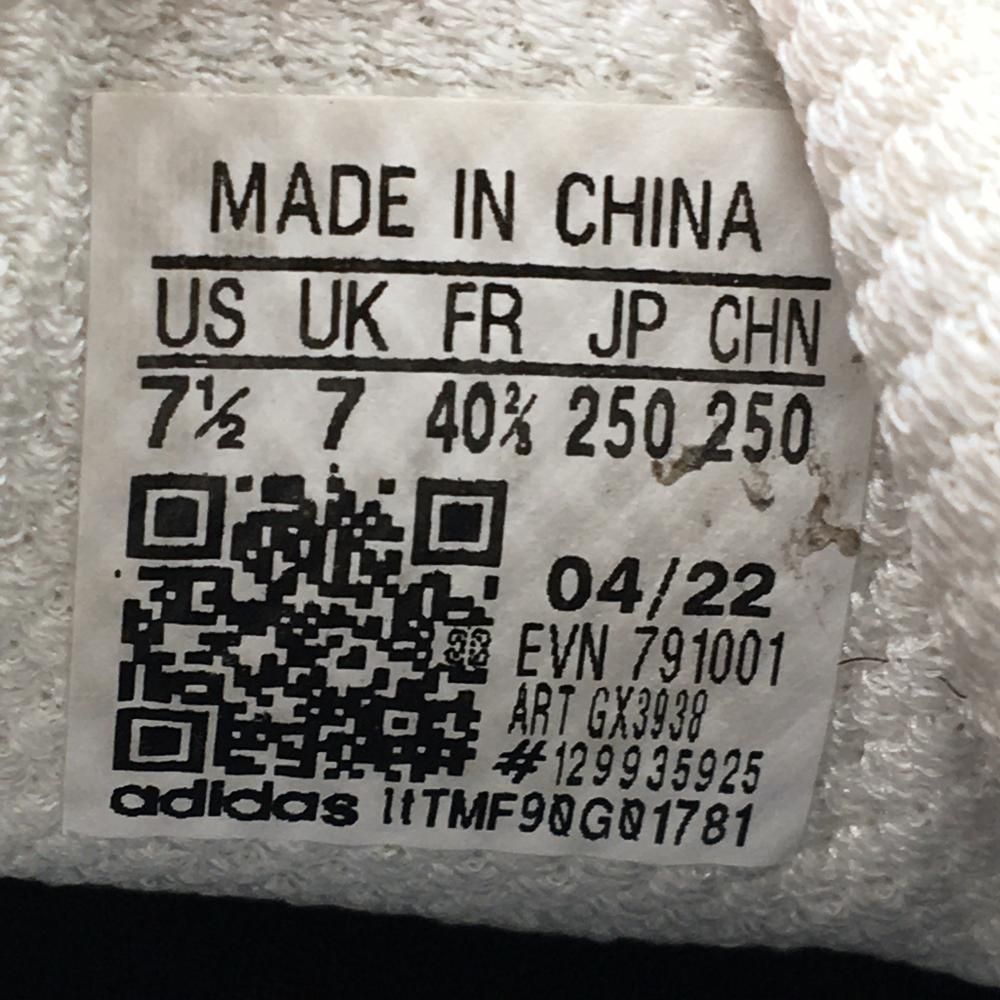 MADE IN CHINA
US UK FR JP CHN
7½ 7 40⅔ 250 250
04/22
EVN 791001
ART GX3938
#129935925
adidas ltTMF90G01781